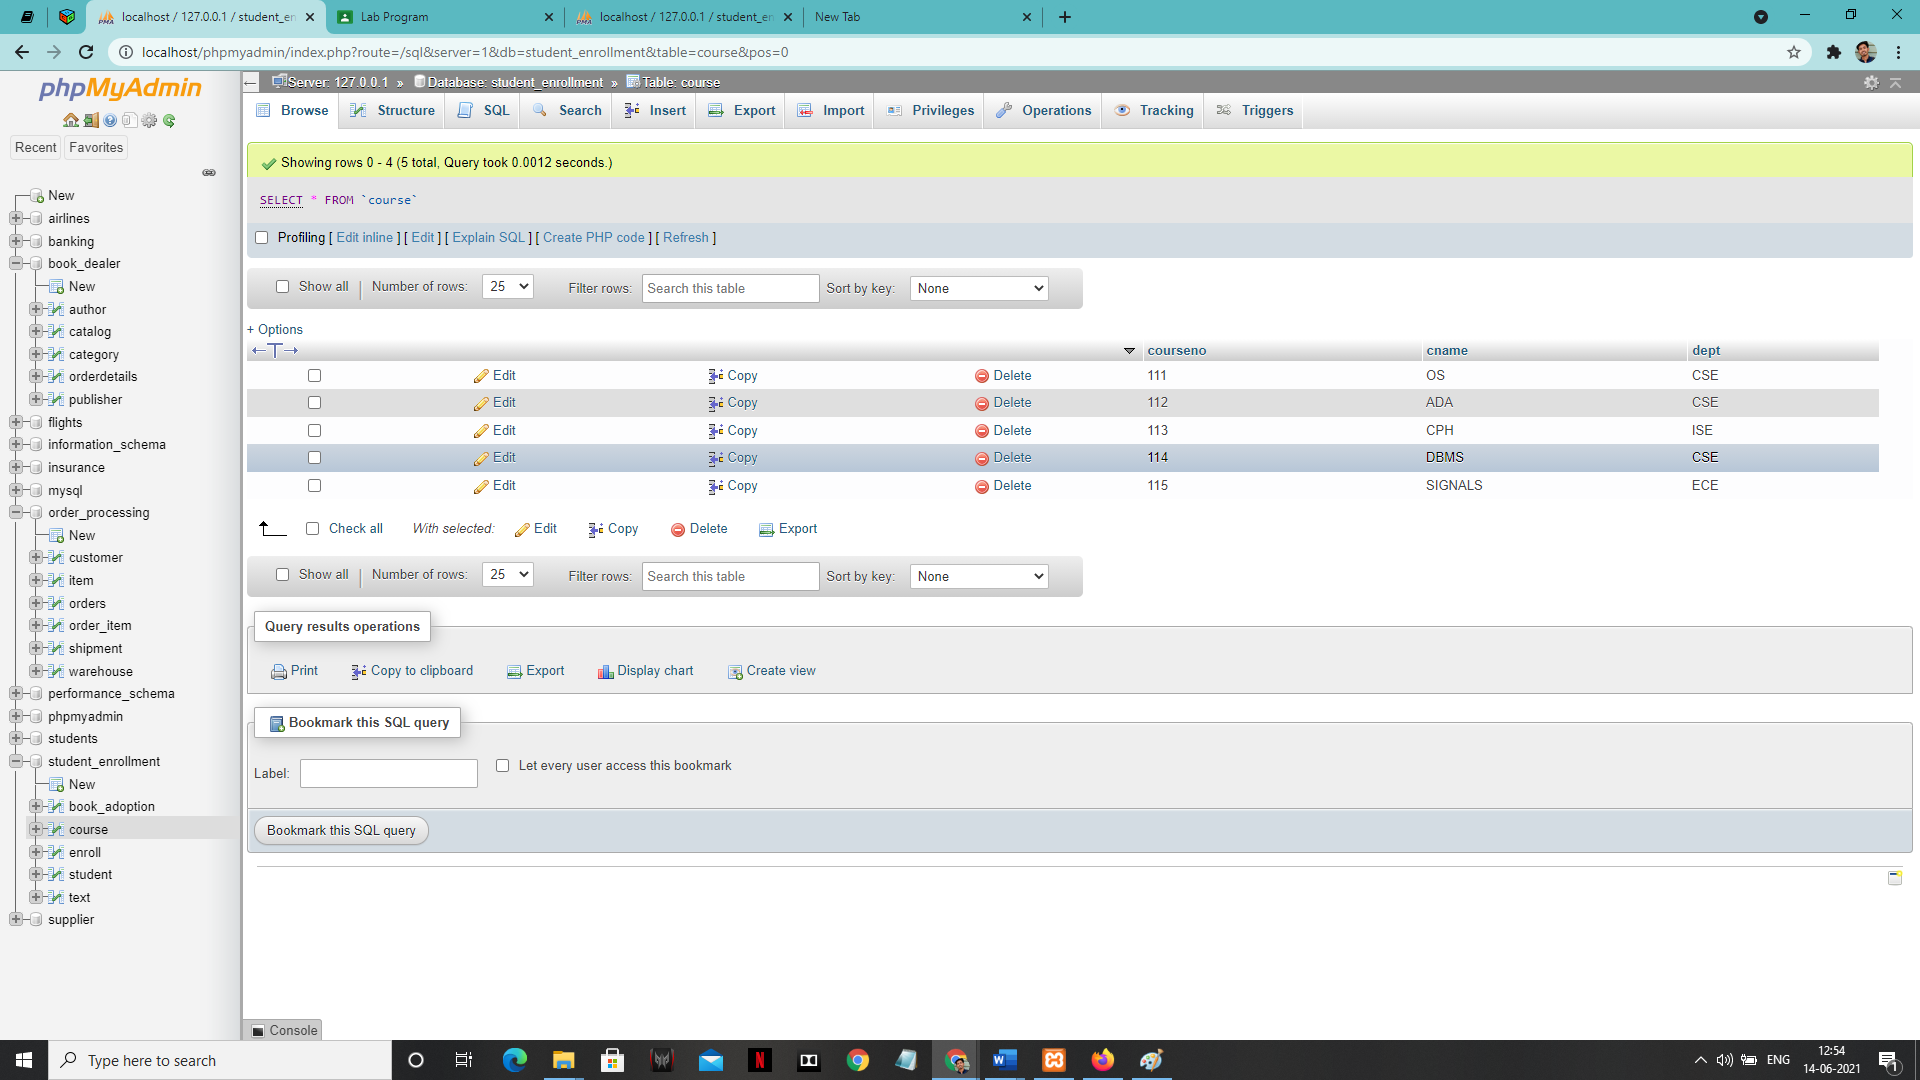 localhost / 127.0.0.1 / student_en
Lab Program
localhost / 127.0.0.1 / student_en
New Tab
localhost/phpmyadmin/index.php?route=/sql&server=1&db=student_enrollment&table=course&pos=0
phpMyAdmin
Server: 127.0.0.1 » Database: student_enrollment » Table: course
Browse Structure SQL Search Insert Export Import Privileges Operations Tracking Triggers
Recent Favorites
New
airlines
banking
book_dealer
New
author
catalog
category
orderdetails
publisher
flights
information_schema
insurance
mysql
order_processing
New
customer
item
orders
order_item
shipment
warehouse
performance_schema
phpmyadmin
students
student_enrollment
New
book_adoption
course
enroll
student
text
supplier
Showing rows 0 - 4 (5 total, Query took 0.0012 seconds.)
SELECT * FROM `course`
Profiling [ Edit inline ] [ Edit ] [ Explain SQL ] [ Create PHP code ] [ Refresh ]
Show all Number of rows: 25 Filter rows: Search this table Sort by key: None
+ Options
courseno cname dept
Edit Copy Delete 111 OS CSE
Edit Copy Delete 112 ADA CSE
Edit Copy Delete 113 CPH ISE
Edit Copy Delete 114 DBMS CSE
Edit Copy Delete 115 SIGNALS ECE
Check all With selected: Edit Copy Delete Export
Show all Number of rows: 25 Filter rows: Search this table Sort by key: None
Query results operations
Print Copy to clipboard Export Display chart Create view
Bookmark this SQL query
Label: Let every user access this bookmark
Bookmark this SQL query
Console
Type here to search
ENG
12:54
14-06-2021
1